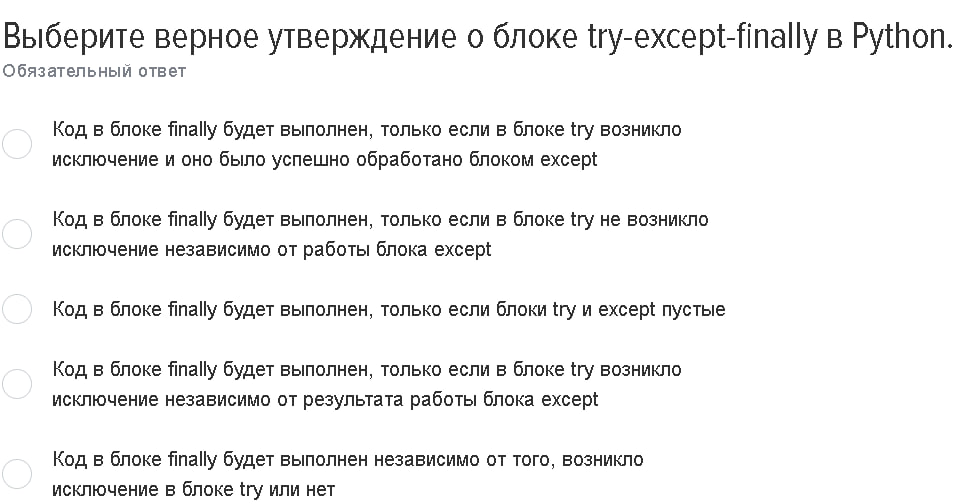 Выберите верное утверждение о блоке try-except-finally в Python.
Обязательный ответ
Код в блоке finally будет выполнен, только если в блоке try возникло
исключение и оно было успешно обработано блоком except
Код в блоке finally будет выполнен, только если в блоке try не возникло
исключение независимо от работы блока except
Код в блоке finally будет выполнен, только если блоки try и except пустые
Код в блоке finally будет выполнен, только если в блоке try возникло
исключение независимо от результата работы блока except
Код в блоке finally будет выполнен независимо от того, возникло
исключение в блоке try или нет